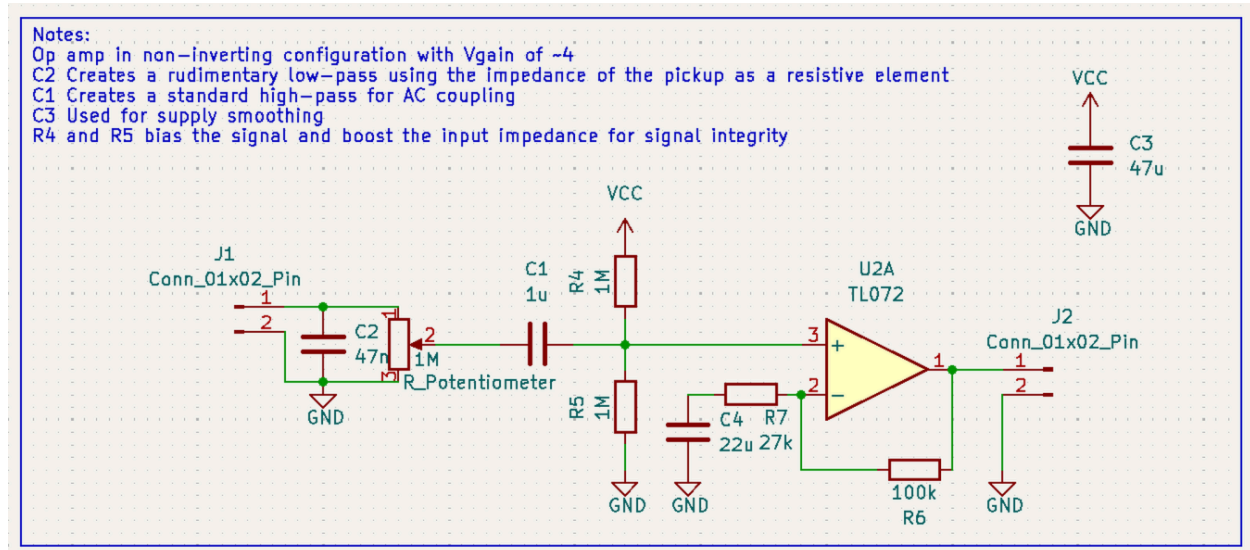 Notes:
Op amp in non-inverting configuration with Vgain of ~4
C2 Creates a rudimentary low-pass using the impedance of the pickup as a resistive element
C1 Creates a standard high-pass for AC coupling
C3 Used for supply smoothing
R4 and R5 bias the signal and boost the input impedance for signal integrity
VCC
C3
47u
GND
VCC
J1
Conn_01x02_Pin
1
2
C2
47n
GND
1
2
3
1M
R_Potentiometer
C1
1u
R4
1M
R5
1M
GND
U2A
TL072
3
+
2
-
1
C4
22u
GND
R7
27k
100k
R6
J2
Conn_01x02_Pin
1
2
GND